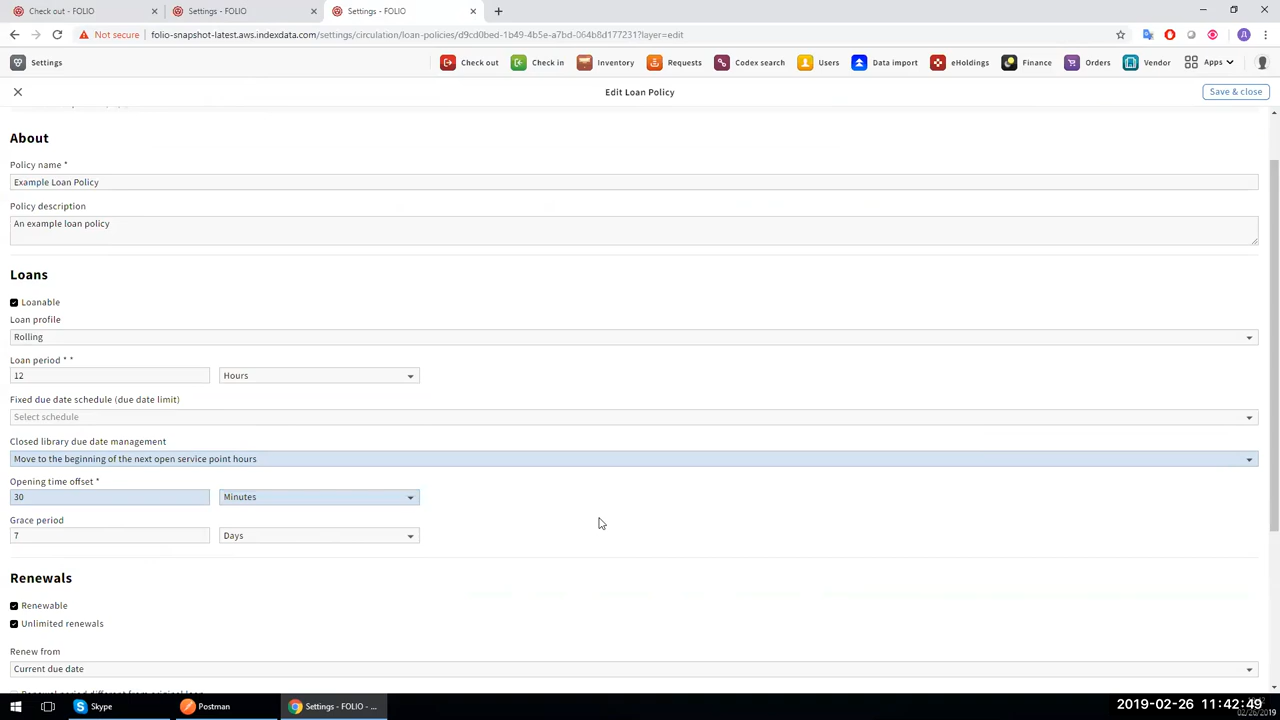 Check out - FOLIO
Settings - FOLIO
Settings - FOLIO
Not secure
folio-snapshot-latest.aws.indexdata.com/settings/circulation/loan-policies/d9cd0bed-1b49-4b5e-a7bd-064b8d177231?layer=edit
Settings
Check out
Check in
Inventory
Requests
Codex search
Users
Data import
eHoldings
Finance
Orders
Vendor
Apps
Edit Loan Policy
Save & close
About
Policy name *
Example Loan Policy
Policy description
An example loan policy
Loans
Loanable
Loan profile
Rolling
Loan period * *
12
Hours
Fixed due date schedule (due date limit)
Select schedule
Closed library due date management
Move to the beginning of the next open service point hours
Opening time offset *
30
Minutes
Grace period
7
Days
Renewals
Renewable
Unlimited renewals
Renew from
Current due date
Renewal period different from original loan
Skype
Postman
Settings - FOLIO - ...
2019-02-26 11:42:49